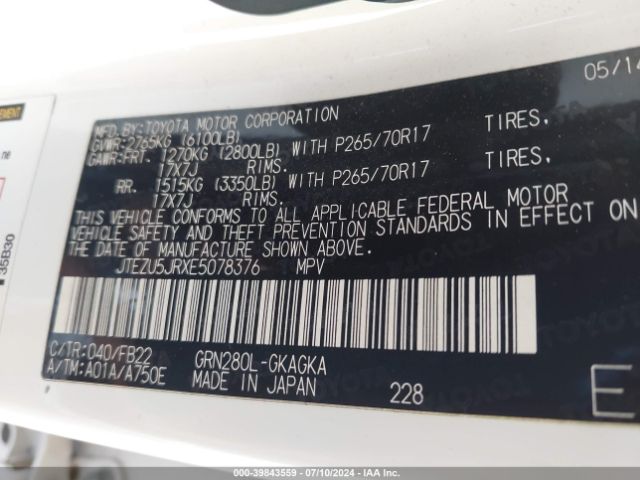 05/14
MFD.BY:TOYOTA MOTOR CORPORATION
GVWR:2765KG (6100LB)
GAWR:FRT. 1270KG (2800LB) WITH P265/70R17 TIRES,
17X7J RIMS.
RR. 1515KG (3350LB) WITH P265/70R17 TIRES,
17X7J RIMS.
THIS VEHICLE CONFORMS TO ALL APPLICABLE FEDERAL MOTOR
VEHICLE SAFETY AND THEFT PREVENTION STANDARDS IN EFFECT ON
THE DATE OF MANUFACTURE SHOWN ABOVE.
JTEZU5JRXE5078376 MPV
C/TR:040/FB22 GRN280L-GKAGKA
A/TM:A01A/A750E MADE IN JAPAN 228 E
35B30
000-39843559 - 07/10/2024 - IAA Inc.